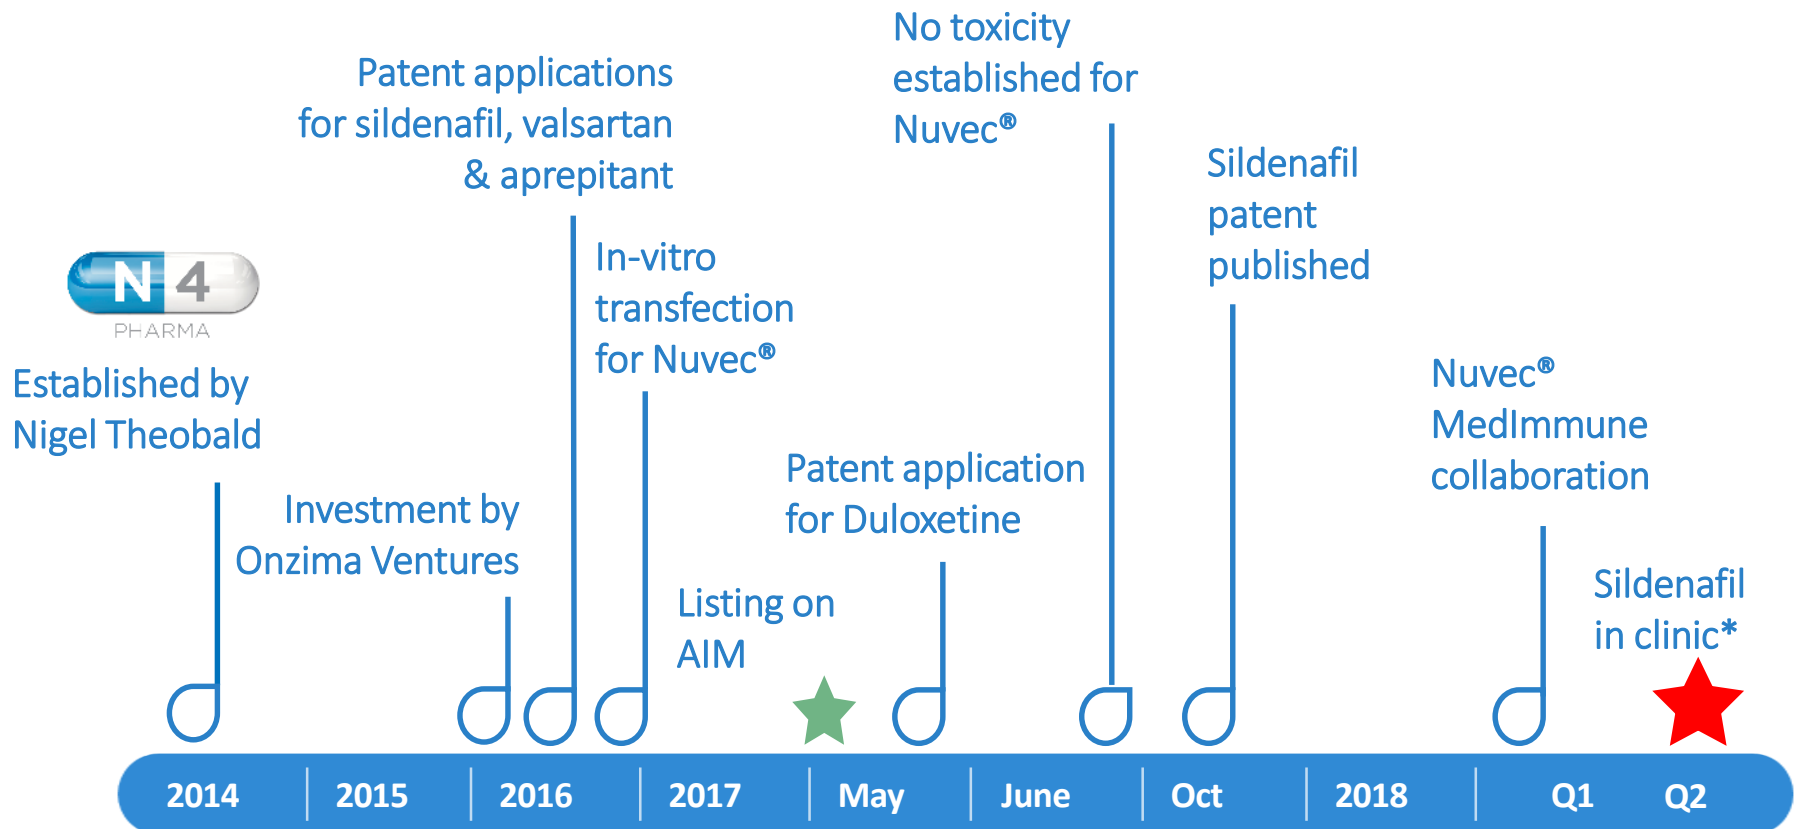 N4
PHARMA
Established by
Nigel Theobald
Investment by
Onzima Ventures
Patent applications
for sildenafil, valsartan
& aprepitant
In-vitro
transfection
for Nuvec®
Listing on
AIM
Patent application
for Duloxetine
No toxicity
established for
Nuvec®
Sildenafil
patent
published
Nuvec®
MedImmune
collaboration
Sildenafil
in clinic*
2014
2015
2016
2017
May
June
Oct
2018
Q1
Q2